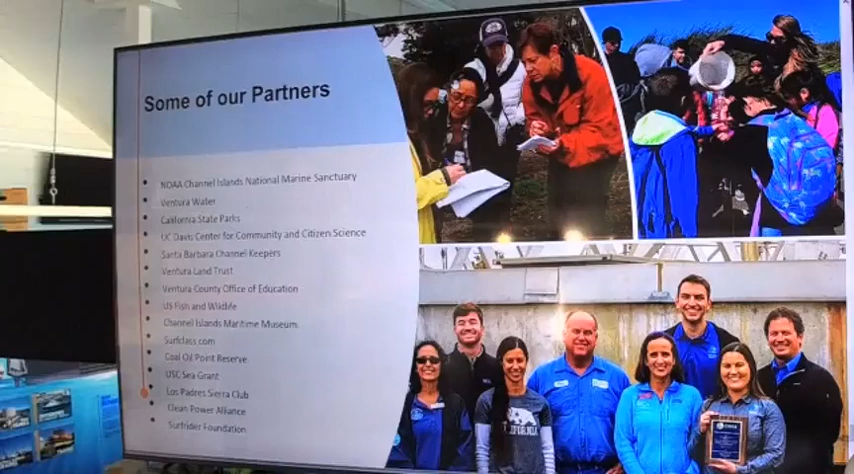 Some of our Partners
NOAA Channel Islands National Marine Sanctuary
Ventura Water
California State Parks
UC Davis Center for Community and Citizen Science
Santa Barbara Channel Keepers
Ventura Land Trust
Ventura County Office of Education
US Fish and Wildlife
Channel Islands Maritime Museum
Surfclass.com
Coal Oil Point Reserve
USC Sea Grant
Los Padres Sierra Club
Clean Power Alliance
Surfrider Foundation
CALIFORNIA